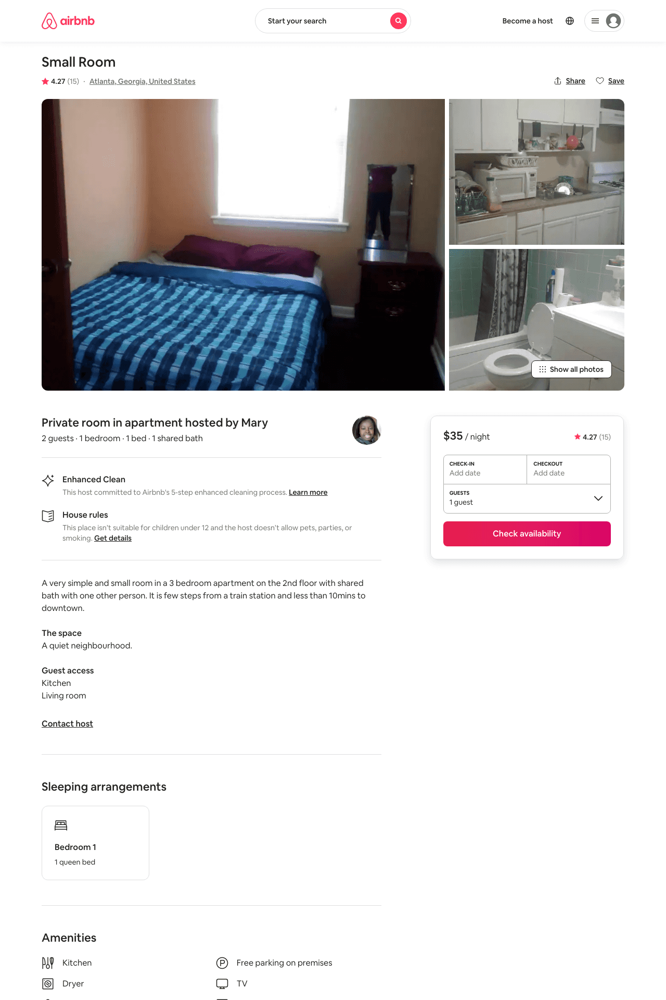 airbnb
Start your search
Become a host
Small Room
4.27 (15) · Atlanta, Georgia, United States
Share
Save
Show all photos
Private room in apartment hosted by Mary
2 guests · 1 bedroom · 1 bed · 1 shared bath
$35 / night
4.27 (15)
CHECK-IN
Add date
CHECKOUT
Add date
GUESTS
1 guest
Check availability
Enhanced Clean
This host committed to Airbnb's 5-step enhanced cleaning process. Learn more
House rules
This place isn’t suitable for children under 12 and the host doesn’t allow pets, parties, or
smoking. Get details
A very simple and small room in a 3 bedroom apartment on the 2nd floor with shared
bath with one other person. It is few steps from a train station and less than 10mins to
downtown.
The space
A quiet neighbourhood.
Guest access
Kitchen
Living room
Contact host
Sleeping arrangements
Bedroom 1
1 queen bed
Amenities
Kitchen
Free parking on premises
Dryer
TV